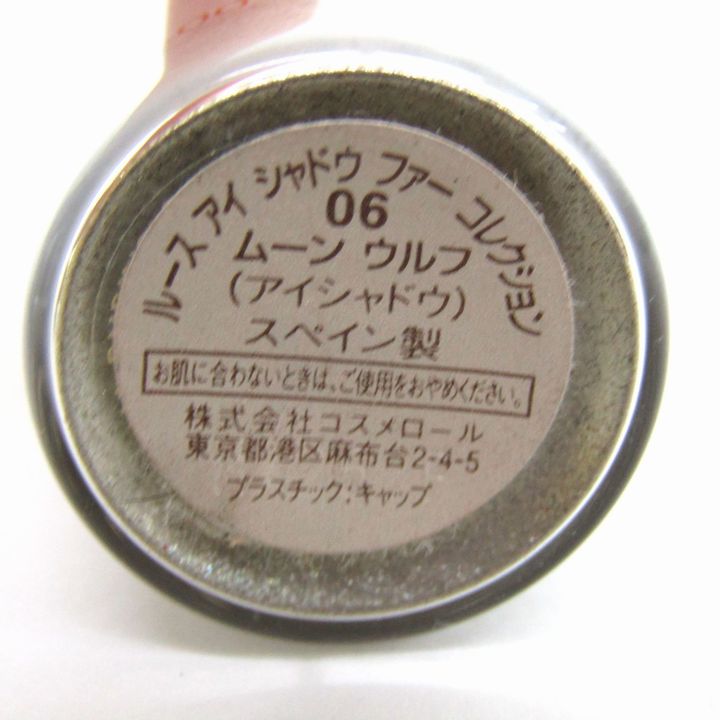 ルース アイ シャドウ ファー コレクション
06
ムーン ウルフ
(アイシャドウ)
スペイン製
お肌に合わないときは、ご使用をおやめください。
株式会社コスメロール
東京都港区麻布台2-4-5
プラスチック:キャップ